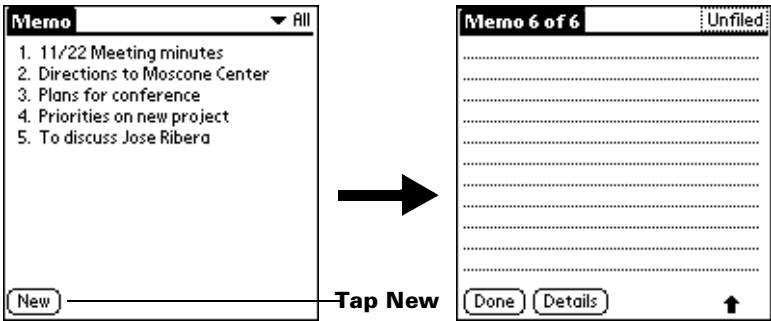 Memo
All
1. 11/22 Meeting minutes
2. Directions to Moscone Center
3. Plans for conference
4. Priorities on new project
5. To discuss Jose Ribera
New
Tap New
Memo 6 of 6
Unfiled
Done
Details